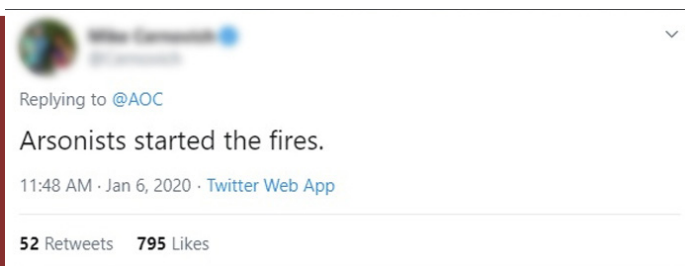 Replying to @AOC
Arsonists started the fires.
11:48 AM · Jan 6, 2020 · Twitter Web App
52 Retweets 795 Likes